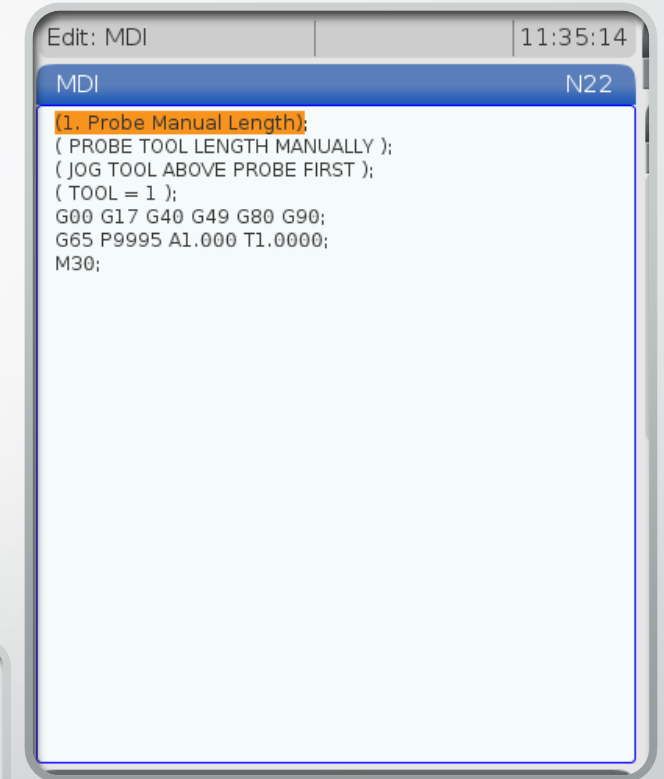 Edit: MDI
11:35:14
MDI
N22
(1. Probe Manual Length);
( PROBE TOOL LENGTH MANUALLY );
( JOG TOOL ABOVE PROBE FIRST );
( TOOL = 1 );
G00 G17 G40 G49 G80 G90;
G65 P9995 A1.000 T1.0000;
M30;